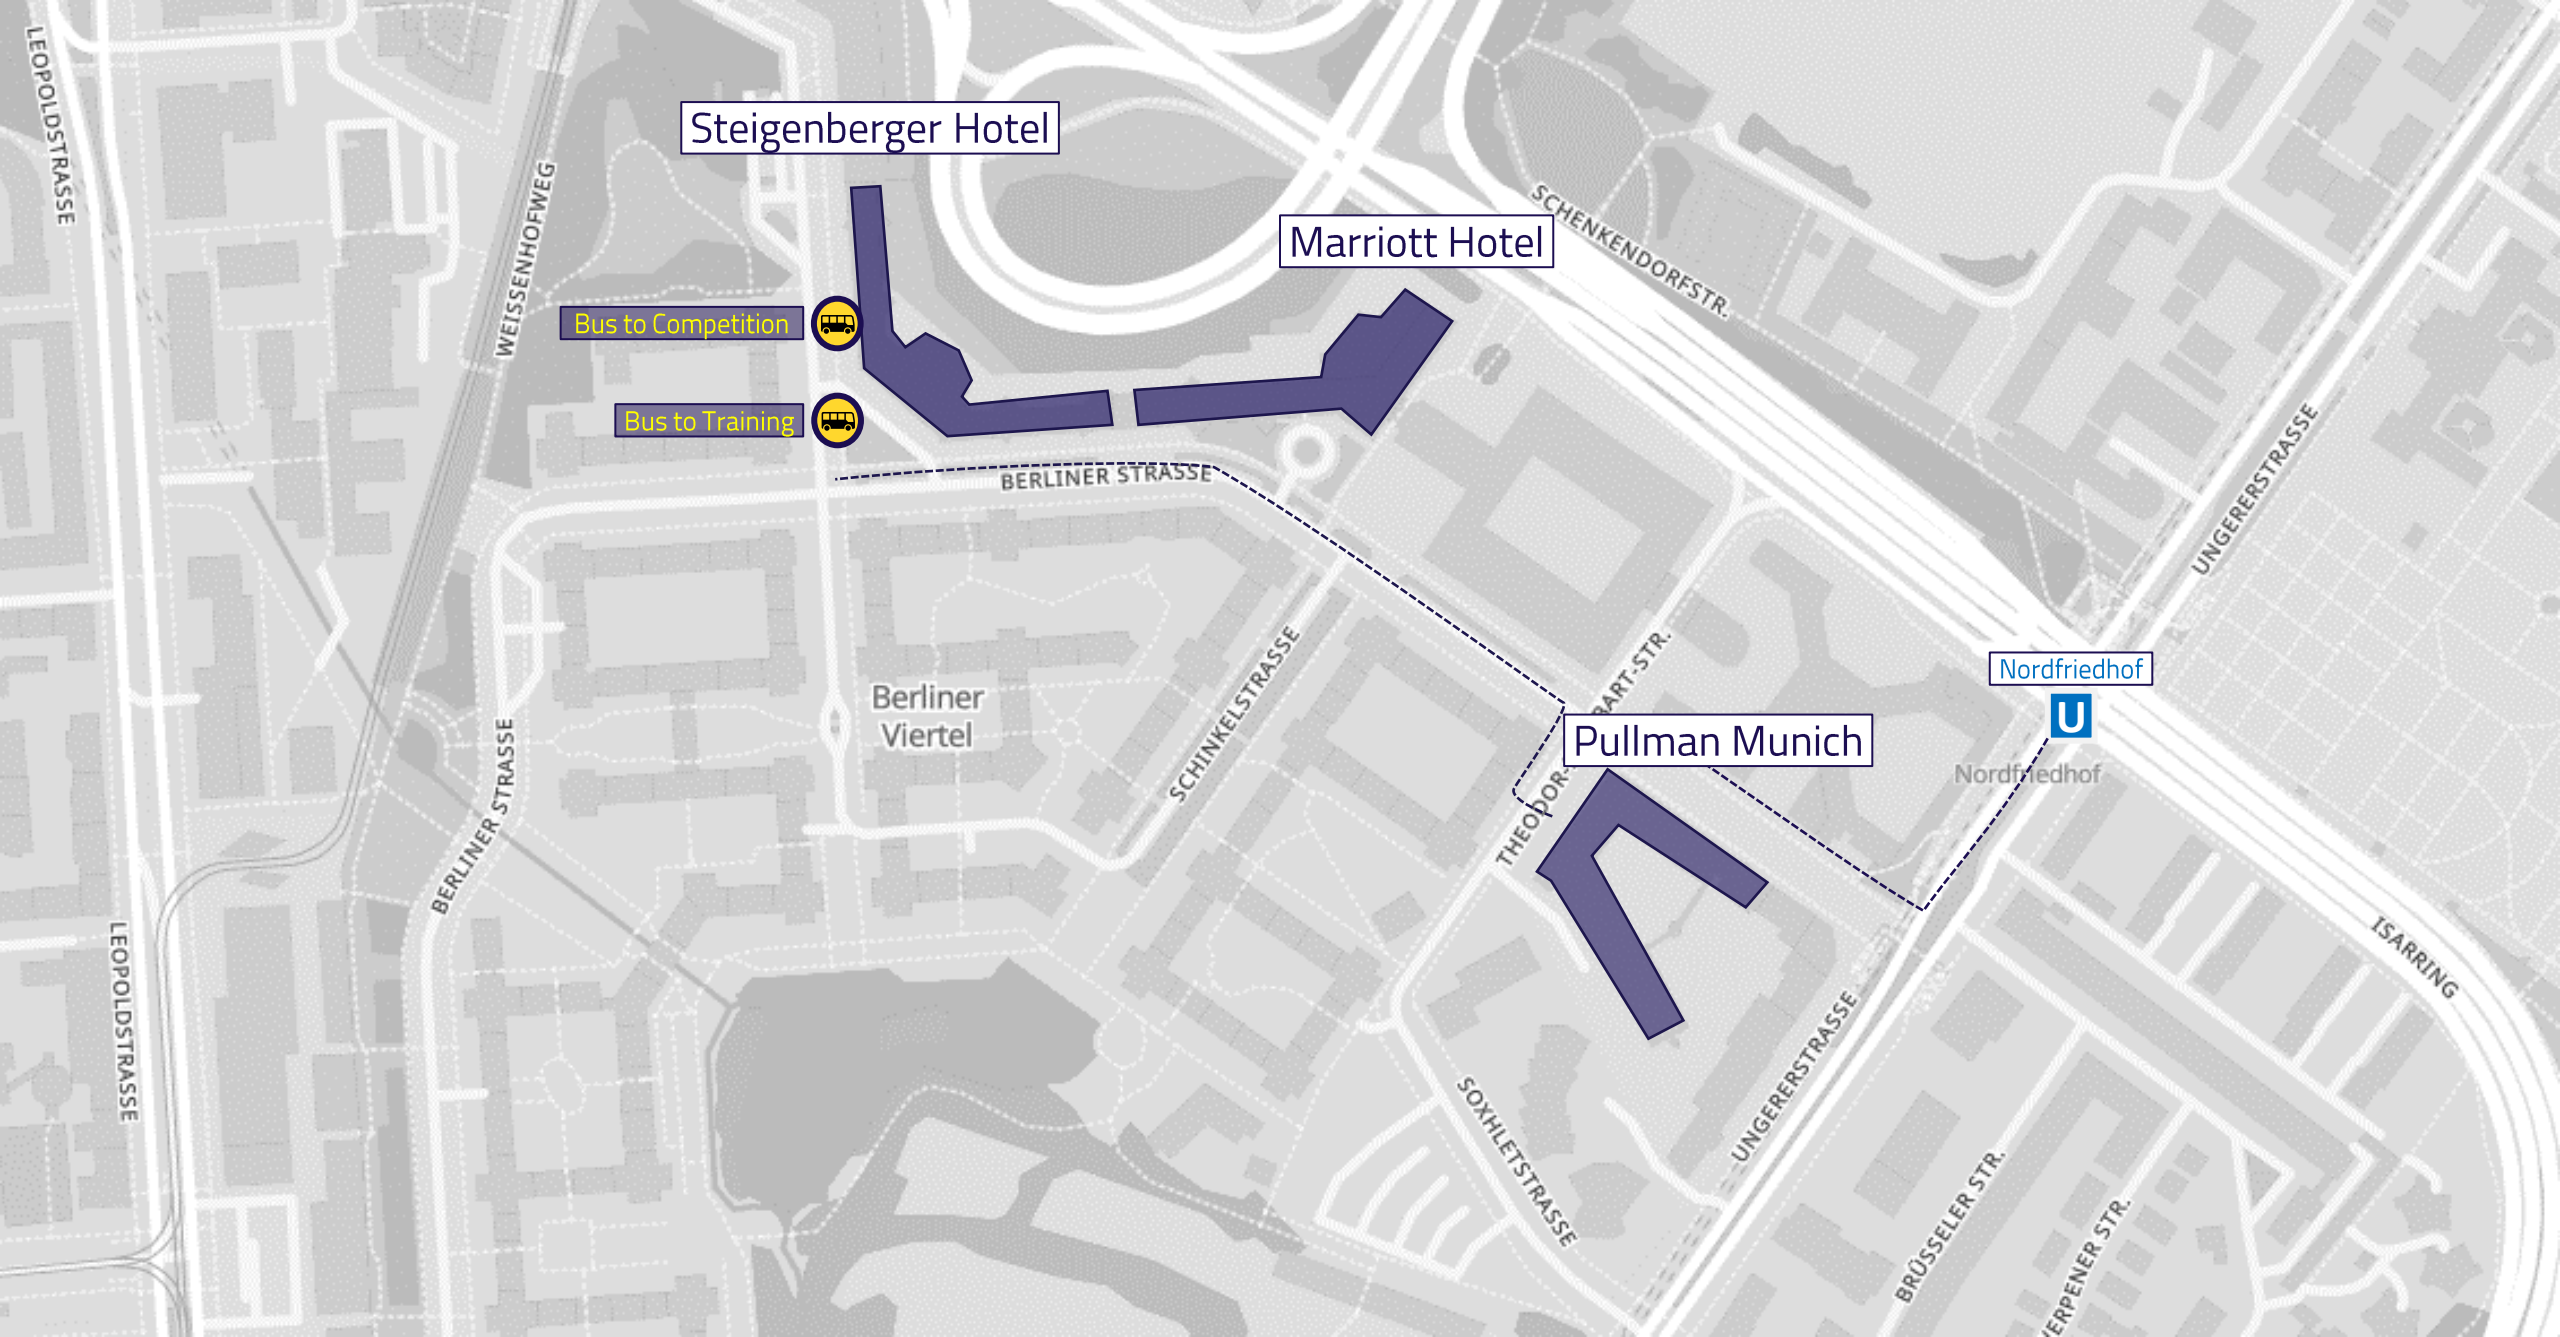 LEOPOLDSTRASSE
WEISSENHOFWEG
Steigenberger Hotel
Marriott Hotel
SCHENKENDORFSTR.
Bus to Competition
Bus to Training
BERLINER STRASSE
UNGERERSTRASSE
SCHINKELSTRASSE
Berliner
Viertel
BERLINER STRASSE
Nordfriedhof
U
Nordfriedhof
Pullman Munich
LEOPOLDSTRASSE
ISARRING
UNGERERSTRASSE
SOXHLETSTRASSE
BRÜSSELER STR.